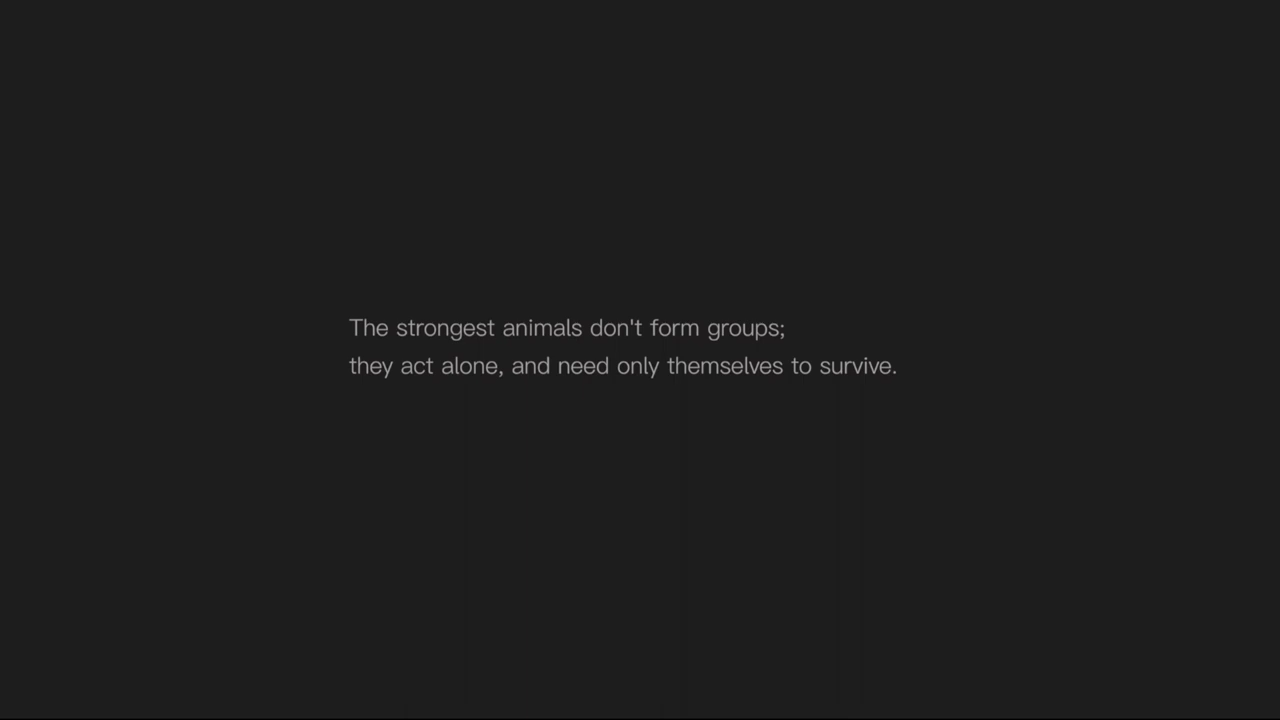 The strongest animals don't form groups;
they act alone, and need only themselves to survive.